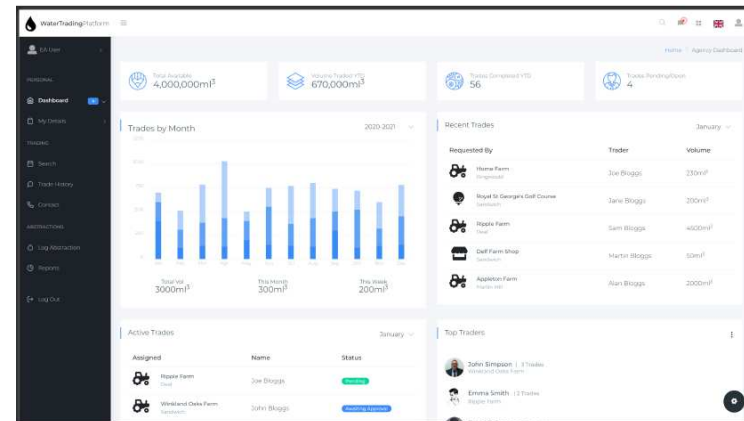 WaterTradingPlatform
EA User
PERSONAL
Dashboard
My Details
TRADING
Search
Trade History
Contact
ABSTRACTIONS
Log Abstraction
Reports
Log Out
Home
Agency Dashboard
Total Available
4,000,000ml³
Volume Traded YTD
670,000ml³
Trades Completed YTD
56
Trades Pending/Open
4
Trades by Month
2020-2021
Total Vol
3000ml³
This Month
300ml³
This Week
200ml³
Recent Trades
January
Requested By Trader Volume
Home Farm
Joe Bloggs 230ml³
Royal St George's Golf Course
Sandwich
Jane Bloggs 200ml³
Ripple Farm
Deal
Sam Bloggs 4500ml³
Delf Farm Shop
Sandwich
Martin Bloggs 50ml³
Appleton Farm
Martin Mill
Alan Bloggs 2000ml³
Active Trades
January
Assigned Name Status
Ripple Farm
Deal
Joe Bloggs Pending
Winkland Oaks Farm
Sandwich
John Bloggs Awaiting Approval
Top Traders
John Simpson | 3 Trades
Winkland Oaks Farm
Emma Smith | 2 Trades
Ripple Farm